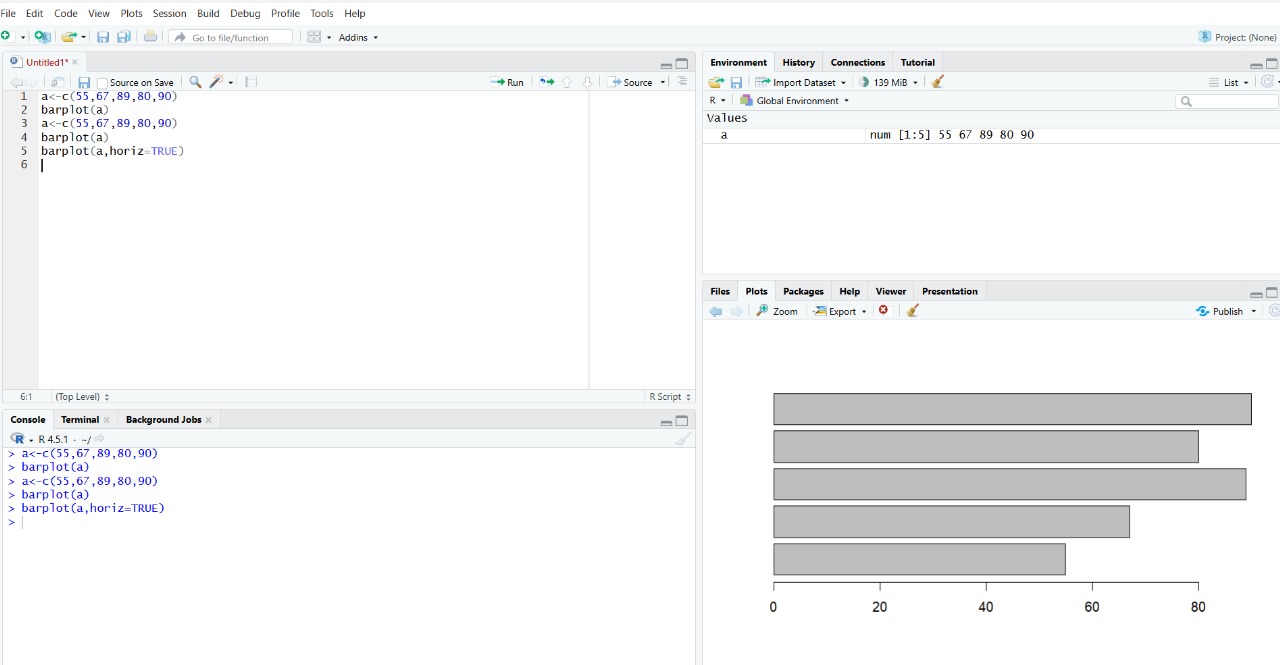 File Edit Code View Plots Session Build Debug Profile Tools Help
Go to file/function Addins Project: (None)
Untitled1*
Source on Save Run Source
1 a<-c(55,67,89,80,90)
2 barplot(a)
3 a<-c(55,67,89,80,90)
4 barplot(a)
5 barplot(a,horiz=TRUE)
6
6:1 (Top Level) R Script
Console Terminal Background Jobs
R R 4.5.1 · ~/
> a<-c(55,67,89,80,90)
> barplot(a)
> a<-c(55,67,89,80,90)
> barplot(a)
> barplot(a,horiz=TRUE)
>
Environment History Connections Tutorial
Import Dataset 139 MiB List
R Global Environment
Values
a num [1:5] 55 67 89 80 90
Files Plots Packages Help Viewer Presentation
Zoom Export Publish
0 20 40 60 80